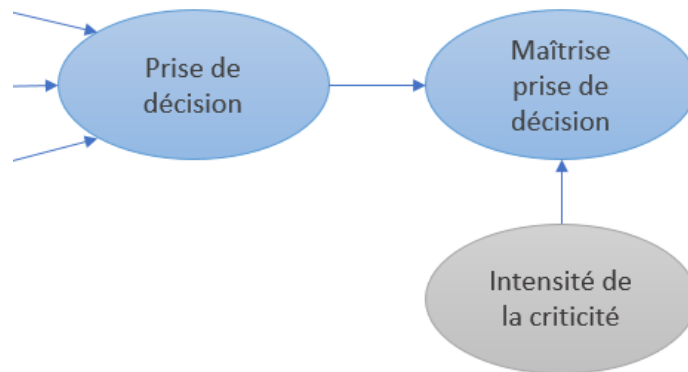 Prise de
décision
Maîtrise
prise de
décision
Intensité de
la criticité